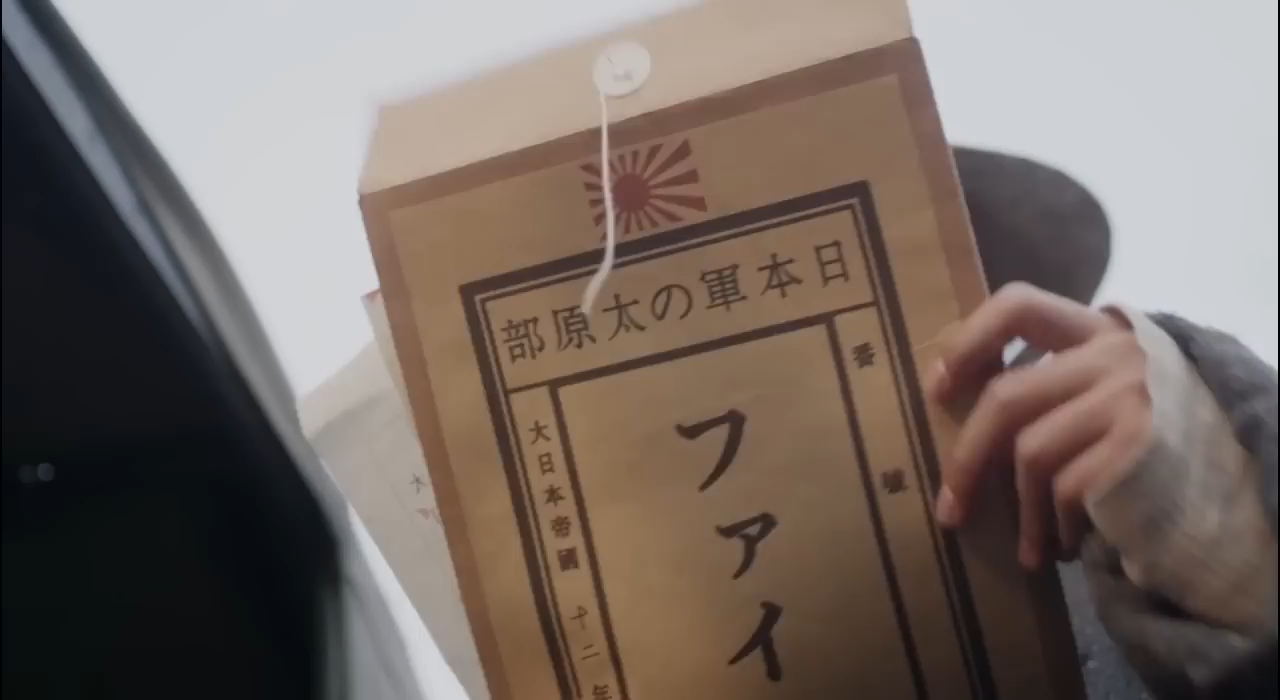 日本軍の太原部
番號
ファイ
大日本帝國 十二年